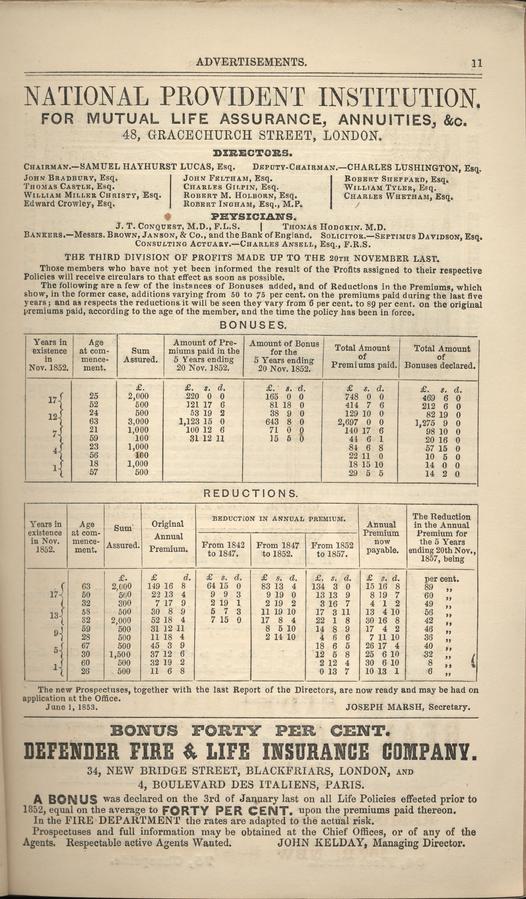 ADVERTISEMENTS. 11
NATIONAL PROVIDENT INSTITUTION.
FOR MUTUAL LIFE ASSURANCE, ANNUITIES, &c.
48, GRACECHURCH STREET, LONDON.
DIRECTORS.
CHAIRMAN.—SAMUEL HAYHURST LUCAS, Esq. DEPUTY-CHAIRMAN.—CHARLES LUSHINGTON, Esq.
JOHN BRADBURY, Esq. JOHN FELTHAM, Esq. ROBERT SHEPPARD, Esq.
THOMAS CASTLE, Esq. CHARLES GILPIN, Esq. WILLIAM TYLER, Esq.
WILLIAM MILLER CHRISTY, Esq. ROBERT M. HOLBORN, Esq. CHARLES WHETHAM, Esq.
Edward Crowley, Esq. ROBERT INGHAM, Esq., M.P.
PHYSICIANS.
J. T. CONQUEST, M.D., F.L.S. THOMAS HODGKIN. M.D.
BANKERS.—MESSRS. BROWN, JANSON, & Co., and the Bank of England. SOLICITOR.—SEPTIMUS DAVIDSON, Esq.
CONSULTING ACTUARY.—CHARLES ANSELL, Esq., F.R.S.
THE THIRD DIVISION OF PROFITS MADE UP TO THE 20TH NOVEMBER LAST.
Those members who have not yet been informed the result of the Profits assigned to their respective
Policies will receive circulars to that effect as soon as possible.
The following are a few of the instances of Bonuses added, and of Reductions in the Premiums, which
show, in the former case, additions varying from 50 to 75 per cent. on the premiums paid during the last five
years; and as respects the reductions it will be seen they vary from 6 per cent. to 89 per cent. on the original
premiums paid, according to the age of the member, and the time the policy has been in force.
BONUSES.
Years in existence in Nov. 1852. Age at commence-ment. Sum Assured. Amount of Pre-miums paid in the 5 Years ending 20 Nov. 1852. Amount of Bonus for the 5 Years ending 20 Nov. 1852. Total Amount of Premiums paid. Total Amount of Bonuses declared.
£. £. s. d. £. s. d. £ s. d. £. s. d.
17 25 2,000 220 0 0 165 0 0 748 0 0 469 6 0
52 500 121 17 6 81 18 0 414 7 6 212 6 0
12 24 500 53 19 2 38 9 0 129 10 0 82 19 0
63 3,000 1,123 15 0 643 8 0 2,697 0 0 1,275 9 0
7 21 1,000 100 12 6 71 0 0 140 17 6 98 10 0
59 100 31 12 11 15 5 0 44 6 1 20 16 0
4 23 1,000 84 6 8 57 15 0
56 100 22 11 0 10 5 0
1 18 1,000 18 15 10 14 0 0
57 500 29 5 5 14 2 0
REDUCTIONS.
Years in existence in Nov. 1852. Age at com-mence-ment. Sum Assured. Original Annual Premium. REDUCTION IN ANNUAL PREMIUM. From 1842 to 1847. From 1847 to 1852. From 1852 to 1857. Annual Premium now payable. The Reduction in the Annual Premium for the 5 Years ending 20th Nov., 1857, being
£. £ d. £ s. d. £. s. d. £. s. d. £ s. d. per cent.
17 63 2,000 149 16 8 64 15 0 83 13 4 134 3 0 15 16 8 89 „
50 500 22 13 4 9 9 3 9 19 0 13 13 9 8 19 7 60 „
32 300 7 17 9 2 19 1 2 19 2 3 16 7 4 1 2 49 „
13 58 500 30 8 9 5 7 3 11 19 10 17 3 11 13 4 10 56 „
32 2,000 52 18 4 7 15 0 17 8 4 22 1 8 30 16 8 42 „
9 59 500 31 12 11 8 5 10 14 8 9 17 4 2 46 „
28 500 11 18 4 2 14 10 4 6 6 7 11 10 36 „
5 67 500 45 3 9 18 6 5 26 17 4 40 „
30 1,500 37 12 6 12 5 8 25 6 10 32 „
1 60 500 32 19 2 2 12 4 30 6 10 8 „
26 500 11 6 8 0 13 7 10 13 1 6 „
The new Prospectuses, together with the last Report of the Directors, are now ready and may be had on
application at the Office.
June 1, 1853. JOSEPH MARSH, Secretary.
BONUS FORTY PER CENT.
DEFENDER FIRE & LIFE INSURANCE COMPANY.
34, NEW BRIDGE STREET, BLACKFRIARS, LONDON, AND
4, BOULEVARD DES ITALIENS, PARIS.
A BONUS was declared on the 3rd of January last on all Life Policies effected prior to
1852, equal on the average to FORTY PER CENT. upon the premiums paid thereon.
In the FIRE DEPARTMENT the rates are adapted to the actual risk.
Prospectuses and full information may be obtained at the Chief Offices, or of any of the
Agents. Respectable active Agents Wanted. JOHN KELDAY, Managing Director.